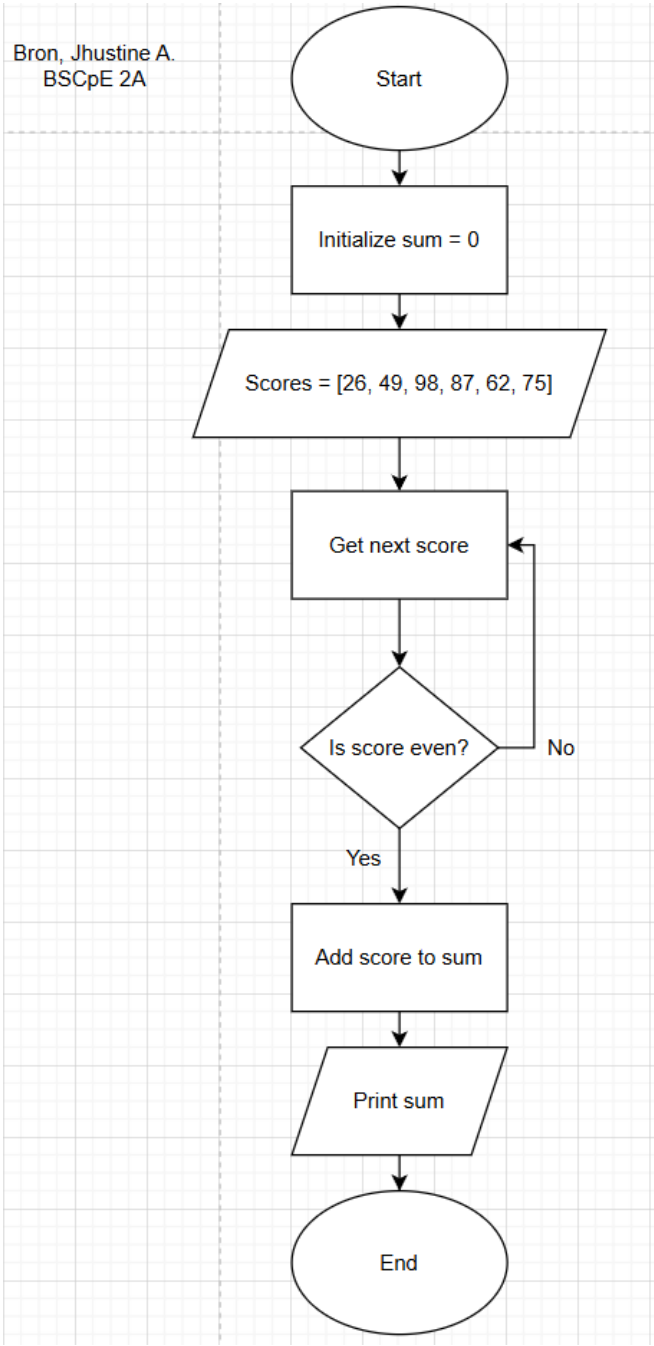 Bron, Jhustine A.
BSCpE 2A
Start
Initialize sum = 0
Scores = [26, 49, 98, 87, 62, 75]
Get next score
Is score even?
No
Yes
Add score to sum
Print sum
End